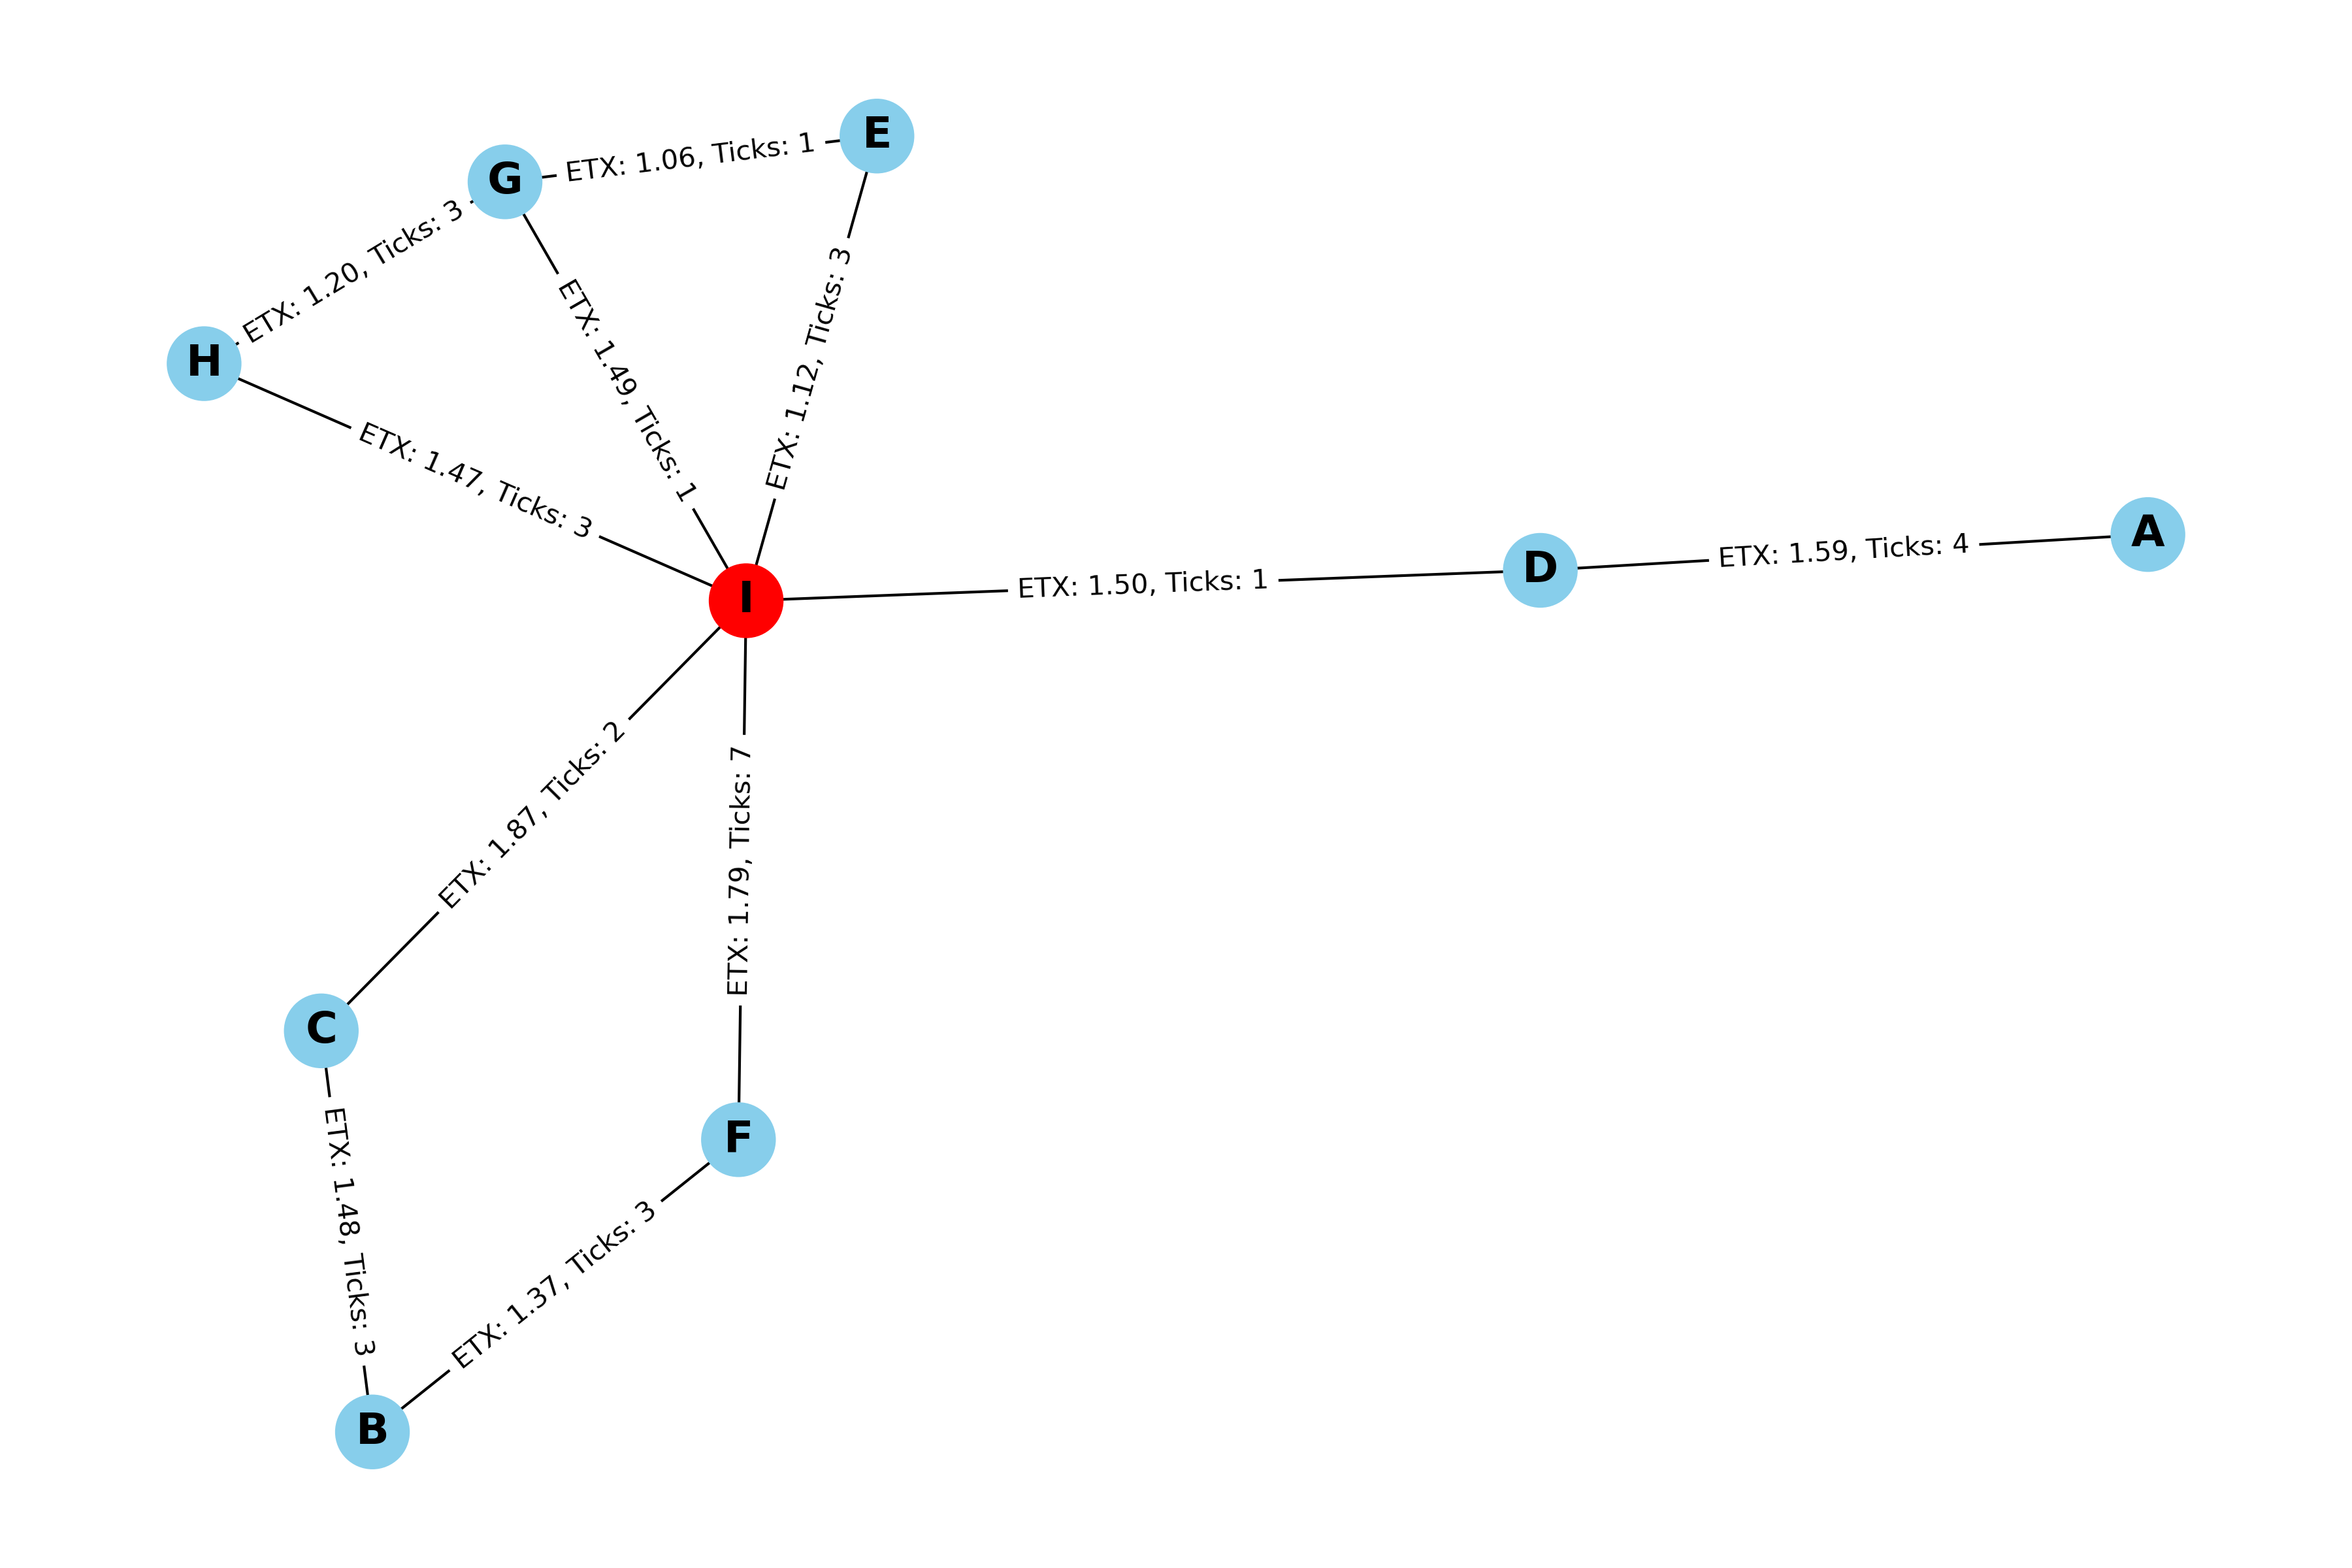 E
ETX: 1.06, Ticks: 1
G
ETX: 1.20, Ticks: 3
ETX: 1.49, Ticks: 1
ETX: 1.12, Ticks: 3
H
ETX: 1.47, Ticks: 3
A
ETX: 1.59, Ticks: 4
D
ETX: 1.50, Ticks: 1
I
ETX: 1.87, Ticks: 2
ETX: 1.79, Ticks: 7
C
F
ETX: 1.48, Ticks: 3
ETX: 1.37, Ticks: 3
B